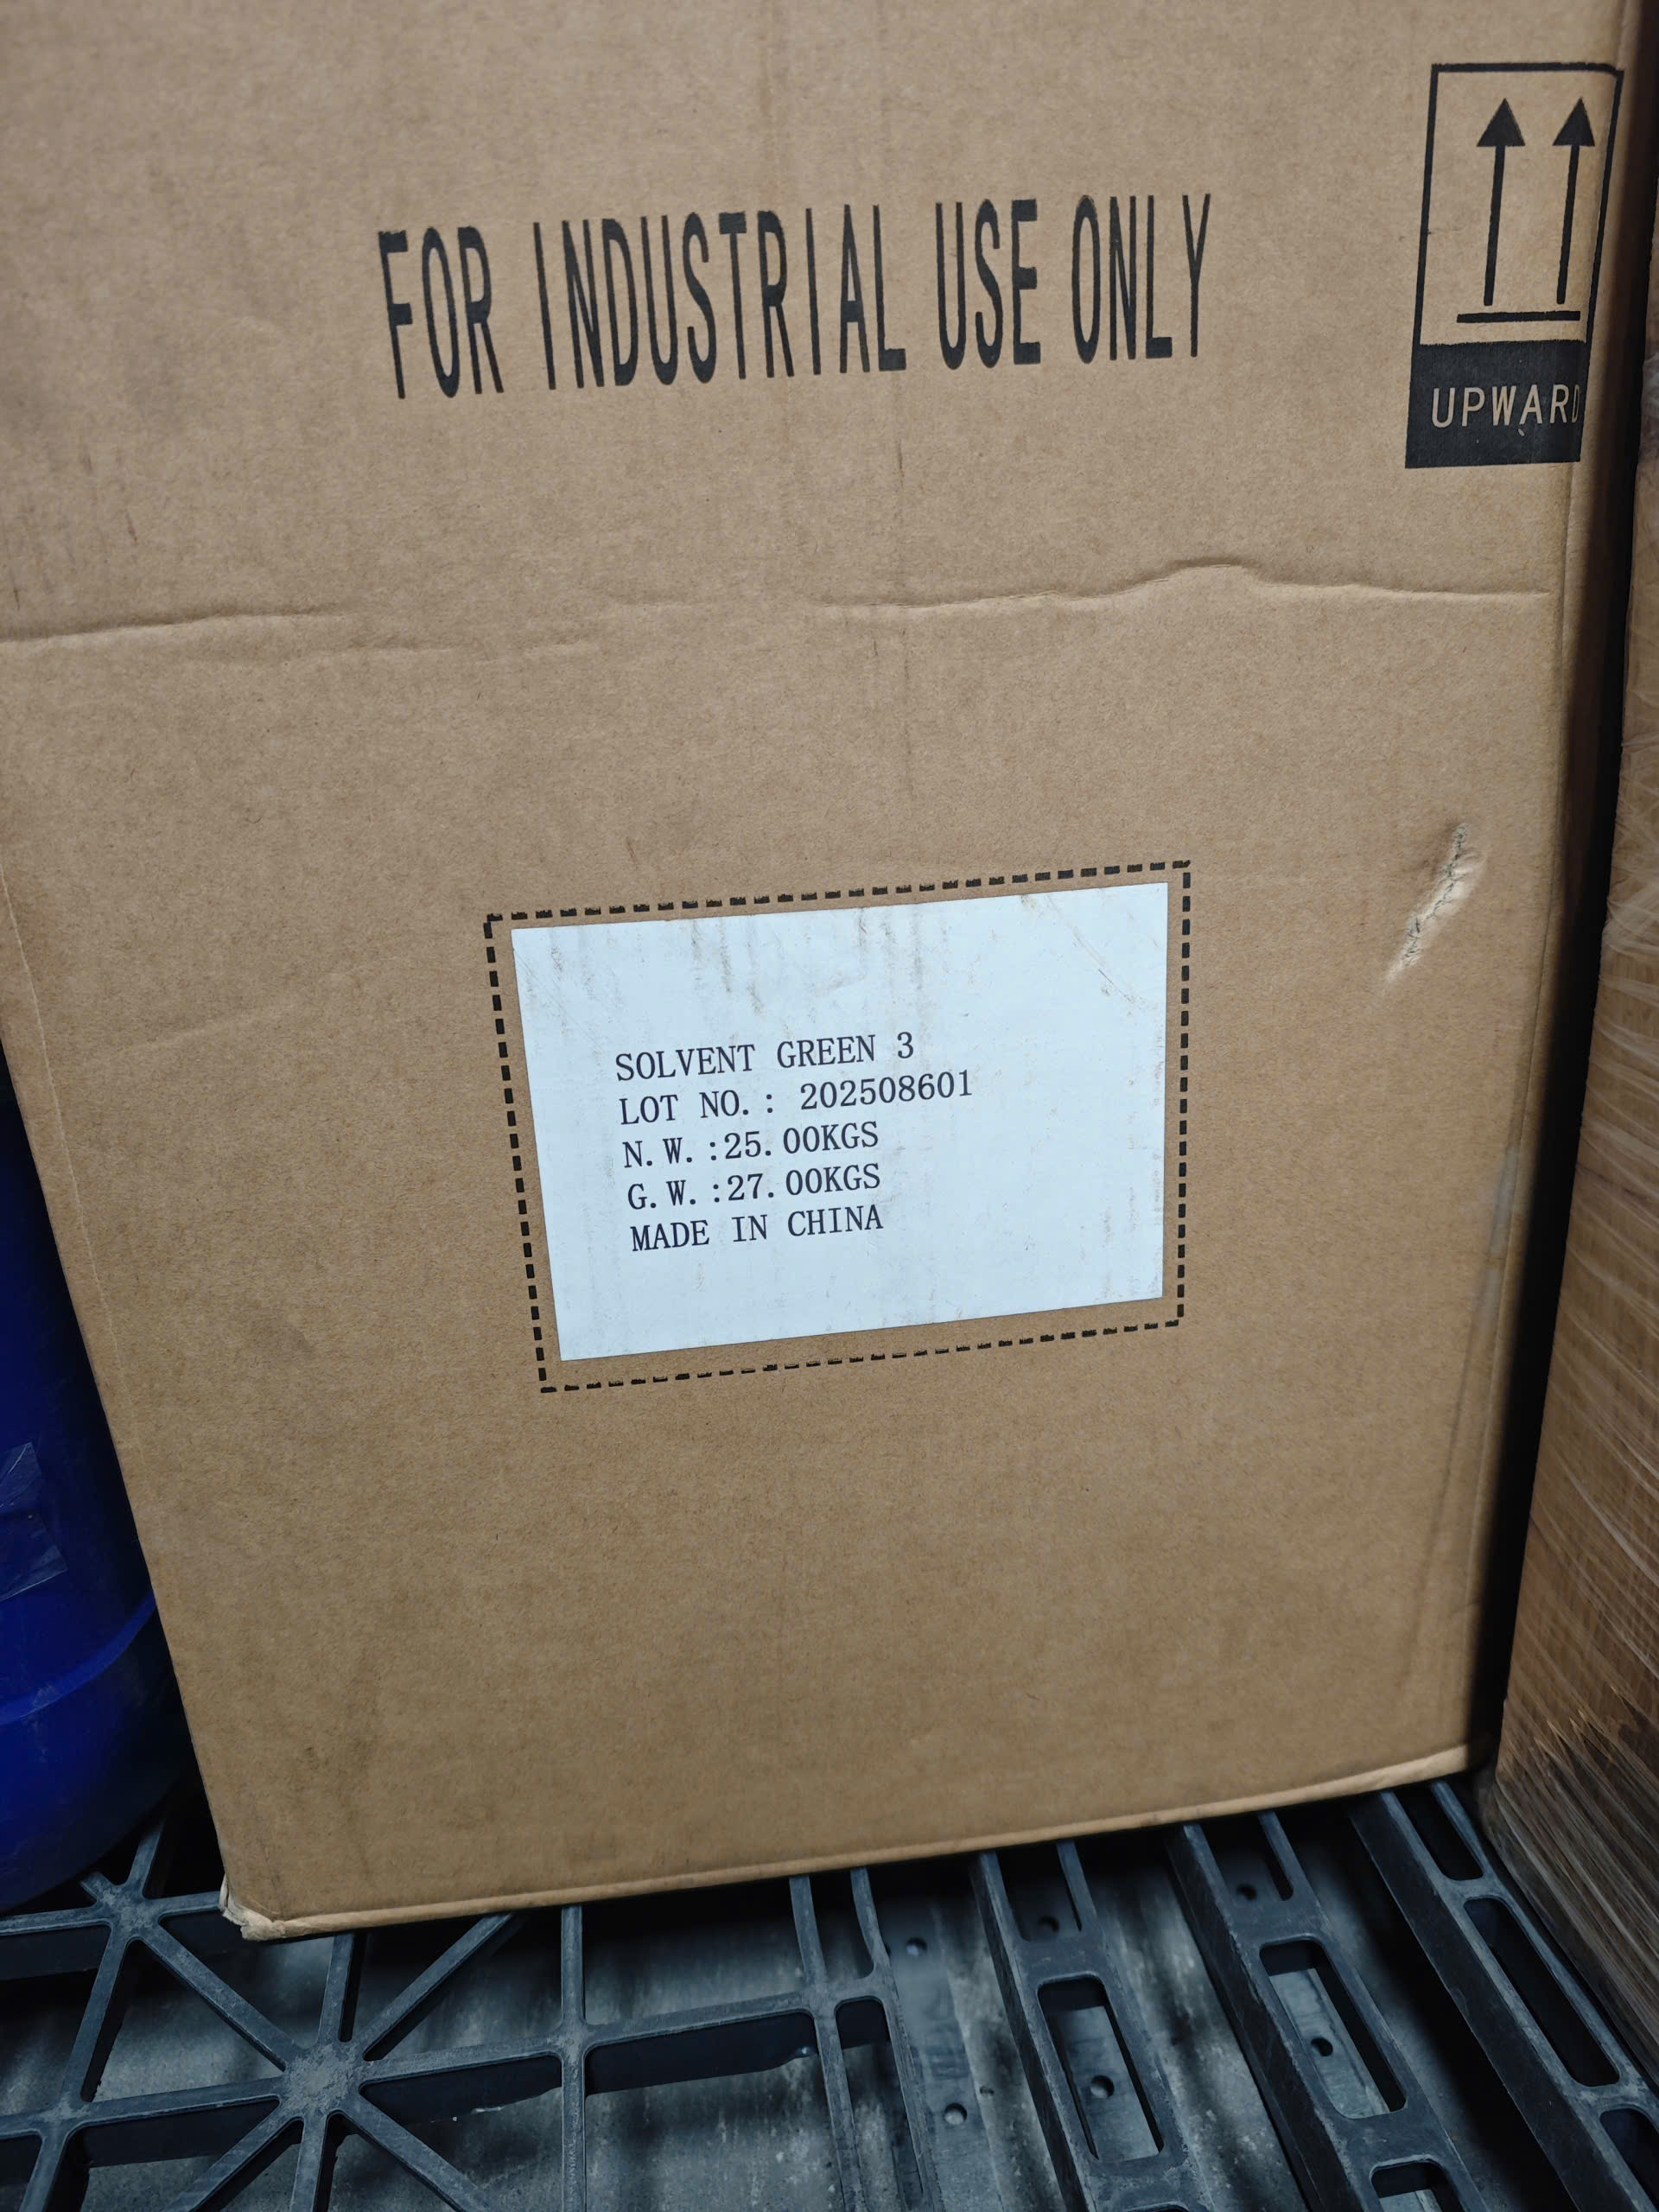 FOR INDUSTRIAL USE ONLY
UPWARD
SOLVENT GREEN 3
LOT NO.: 202508601
N.W.:25.00KGS
G.W.:27.00KGS
MADE IN CHINA